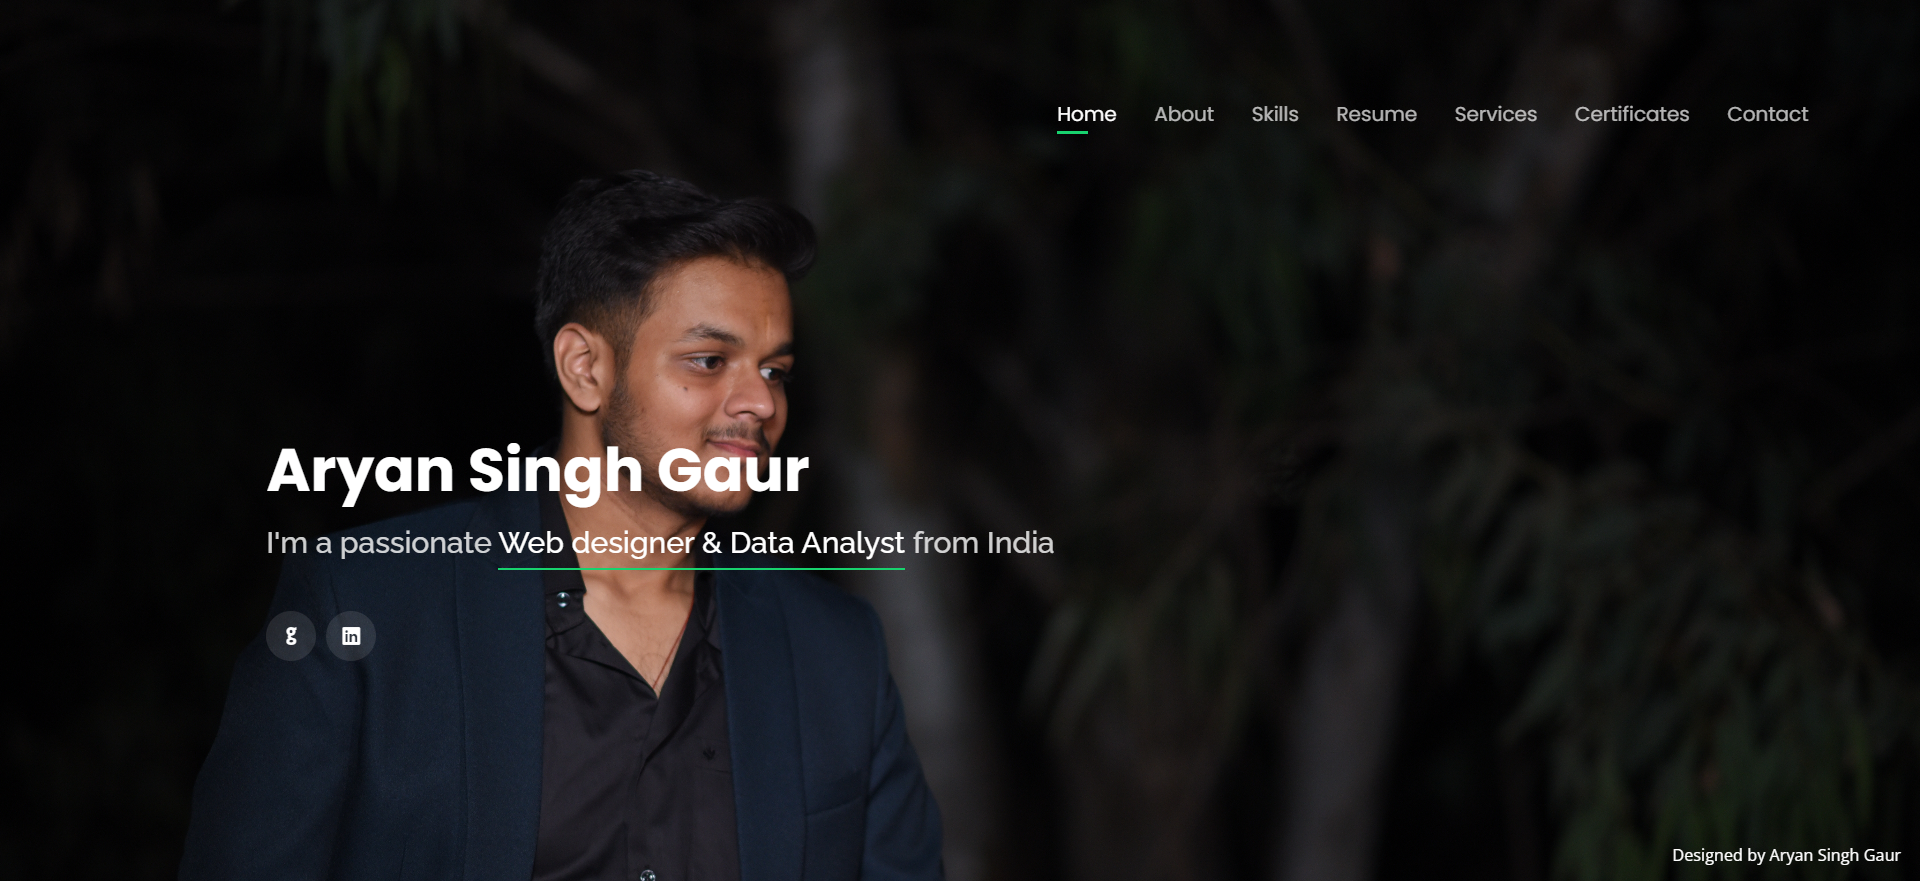 Home About Skills Resume Services Certificates Contact
Aryan Singh Gaur
I'm a passionate Web designer & Data Analyst from India
g in
Designed by Aryan Singh Gaur